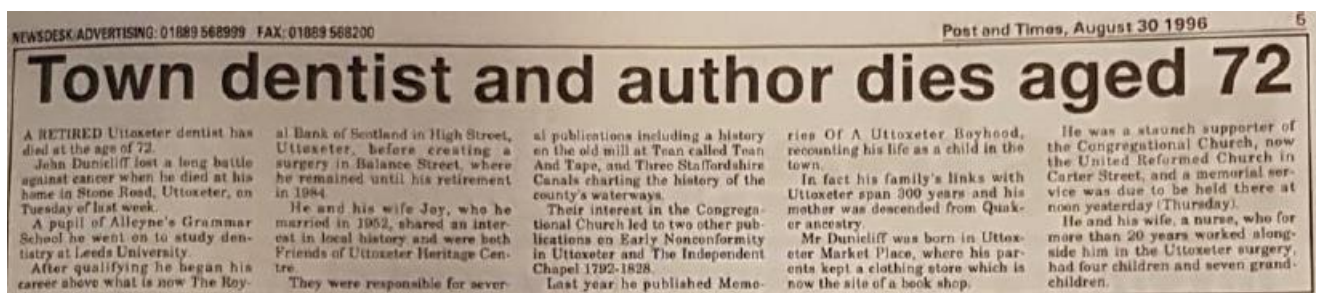 NEWSDESK/ADVERTISING: 01889 568999 FAX: 01889 568200
Post and Times, August 30 1996 5
Town dentist and author dies aged 72
A RETIRED Uttoxeter dentist has
died at the age of 72.
John Dunicliff lost a long battle
against cancer when he died at his
home in Stone Road, Uttoxeter, on
Tuesday of last week.
A pupil of Alleyne's Grammar
School he went on to study den-
tistry at Leeds University.
After qualifying he began his
career above what is now The Roy-
al Bank of Scotland in High Street,
Uttoxeter, before creating a
surgery in Balance Street, where
he remained until his retirement
in 1984.
He and his wife Joy, who he
married in 1952, shared an inter-
est in local history and were both
Friends of Uttoxeter Heritage Cen-
tre.
They were responsible for sever-
al publications including a history
on the old mill at Tean called Tean
And Tape, and Three Staffordshire
Canals charting the history of the
county's waterways.
Their interest in the Congrega-
tional Church led to two other pub-
lications on Early Nonconformity
in Uttoxeter and The Independent
Chapel 1792-1828.
Last year he published Memo-
ries Of A Uttoxeter Boyhood,
recounting his life as a child in the
town.
In fact his family's links with
Uttoxeter span 300 years and his
mother was descended from Quak-
er ancestry.
Mr Dunicliff was born in Uttox-
eter Market Place, where his par-
ents kept a clothing store which is
now the site of a book shop.
He was a staunch supporter of
the Congregational Church, now
the United Reformed Church in
Carter Street, and a memorial ser-
vice was due to be held there at
noon yesterday (Thursday).
He and his wife, a nurse, who for
more than 20 years worked along-
side him in the Uttoxeter surgery,
had four children and seven grand-
children.